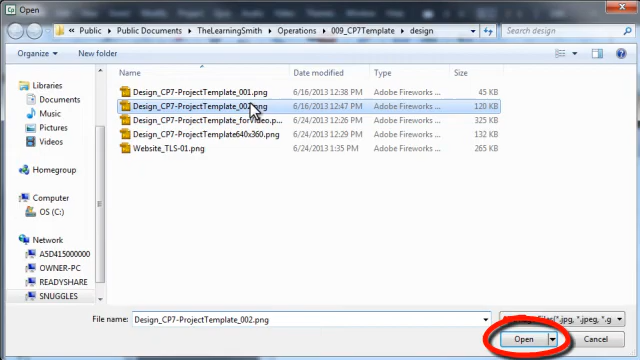 Cp Open
Public ▸ Public Documents ▸ TheLearningSmith ▸ Operations ▸ 009_CP7Template ▸ design
Search design
Organize
New folder
Name
Date modified
Type
Size
Libraries
Documents
Music
Pictures
Videos
Homegroup
Computer
OS (C:)
Network
A5D415000000
OWNER-PC
READYSHARE
SNUGGLES
Design_CP7-ProjectTemplate_001.png 6/16/2013 12:38 PM Adobe Fireworks ... 45 KB
Design_CP7-ProjectTemplate_002.png 6/16/2013 12:47 PM Adobe Fireworks ... 120 KB
Design_CP7-ProjectTemplate_forVideo.p... 6/24/2013 12:26 PM Adobe Fireworks ... 325 KB
Design_CP7-ProjectTemplate640x360.png 6/24/2013 12:29 PM Adobe Fireworks ... 132 KB
Website_TLS-01.png 6/24/2013 1:35 PM Adobe Fireworks ... 265 KB
File name: Design_CP7-ProjectTemplate_002.png
(*.jpg, *.jpeg, *.g
Open
Cancel